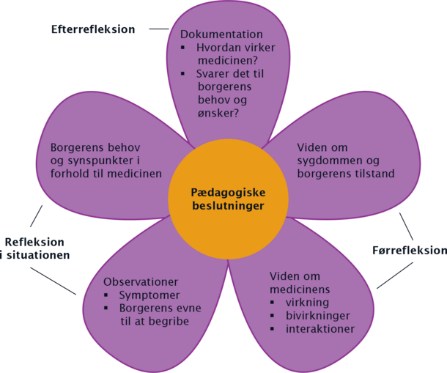 Efterrefleksion
Dokumentation
▪ Hvordan virker
medicinen?
▪ Svarer det til
borgerens
behov og
ønsker?
Borgerens behov
og synspunkter i
forhold til medicinen
Viden om
sygdommen og
borgerens tilstand
Pædagogiske
beslutninger
Refleksion
i situationen
Førrefleksion
Observationer
▪ Symptomer
▪ Borgerens evne
til at begribe
Viden om
medicinens
▪ virkning
▪ bivirkninger
▪ interaktioner